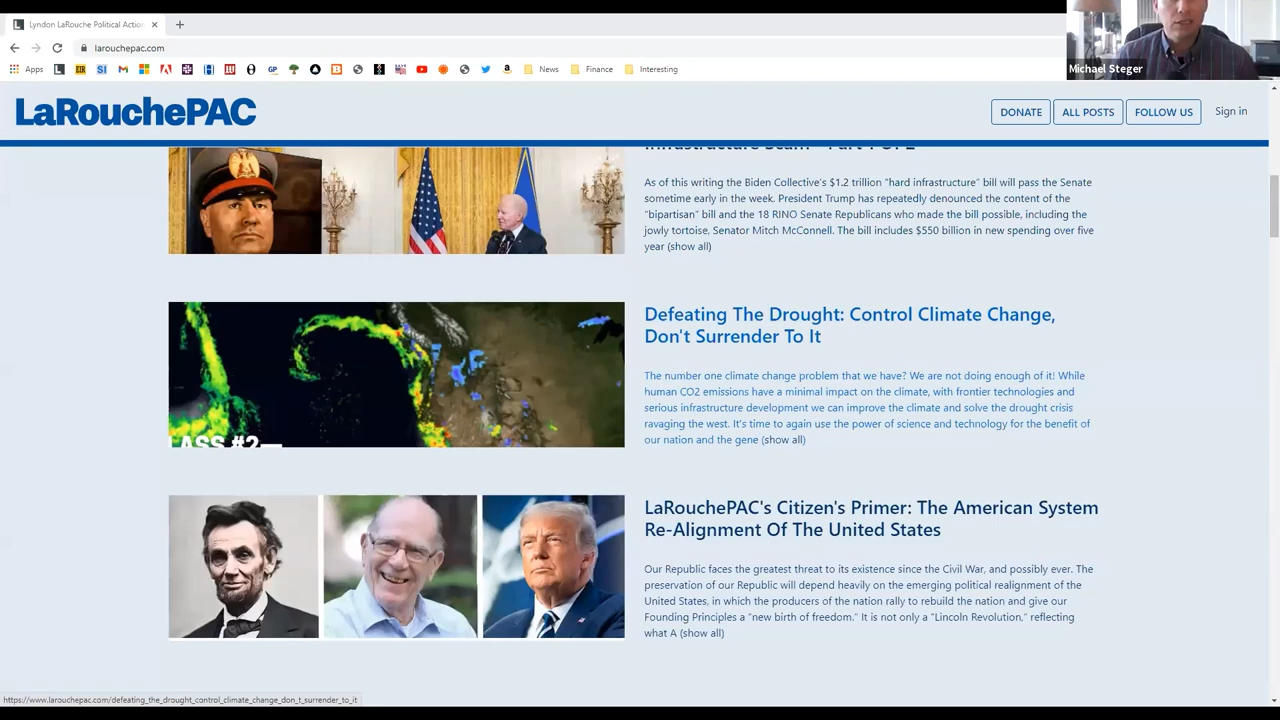 Lyndon LaRouche Political Actio
larouchepac.com
Apps
News
Finance
Interesting
Michael Steger
LaRouchePAC
DONATE
ALL POSTS
FOLLOW US
Sign in
Infrastructure Scam - Part 1 Of 2
As of this writing the Biden Collective's $1.2 trillion "hard infrastructure" bill will pass the Senate
sometime early in the week. President Trump has repeatedly denounced the content of the
"bipartisan" bill and the 18 RINO Senate Republicans who made the bill possible, including the
jowly tortoise, Senator Mitch McConnell. The bill includes $550 billion in new spending over five
year (show all)
Defeating The Drought: Control Climate Change,
Don't Surrender To It
The number one climate change problem that we have? We are not doing enough of it! While
human CO2 emissions have a minimal impact on the climate, with frontier technologies and
serious infrastructure development we can improve the climate and solve the drought crisis
ravaging the west. It's time to again use the power of science and technology for the benefit of
our nation and the gene (show all)
LASS #2—
LaRouchePAC's Citizen's Primer: The American System
Re-Alignment Of The United States
Our Republic faces the greatest threat to its existence since the Civil War, and possibly ever. The
preservation of our Republic will depend heavily on the emerging political realignment of the
United States, in which the producers of the nation rally to rebuild the nation and give our
Founding Principles a "new birth of freedom." It is not only a "Lincoln Revolution," reflecting
what A (show all)
https://www.larouchepac.com/defeating_the_drought_control_climate_change_don_t_surrender_to_it